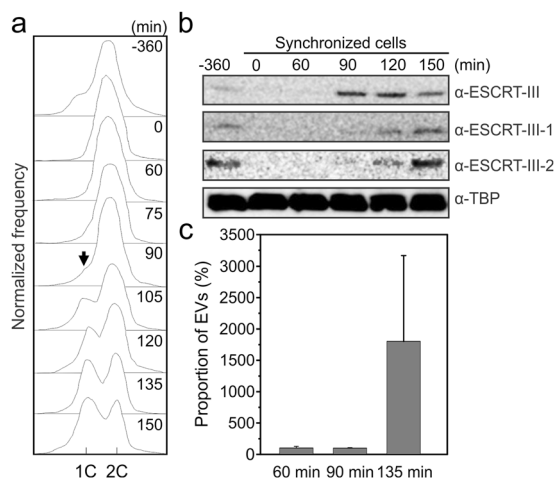 a
(min)
-360
0
60
75
90
105
120
135
150
Normalized frequency
1C 2C
b
Synchronized cells
-360 0 60 90 120 150 (min)
α-ESCRT-III
α-ESCRT-III-1
α-ESCRT-III-2
α-TBP
c
Proportion of EVs (%)
3500
3000
2500
2000
1500
1000
500
0
60 min 90 min 135 min